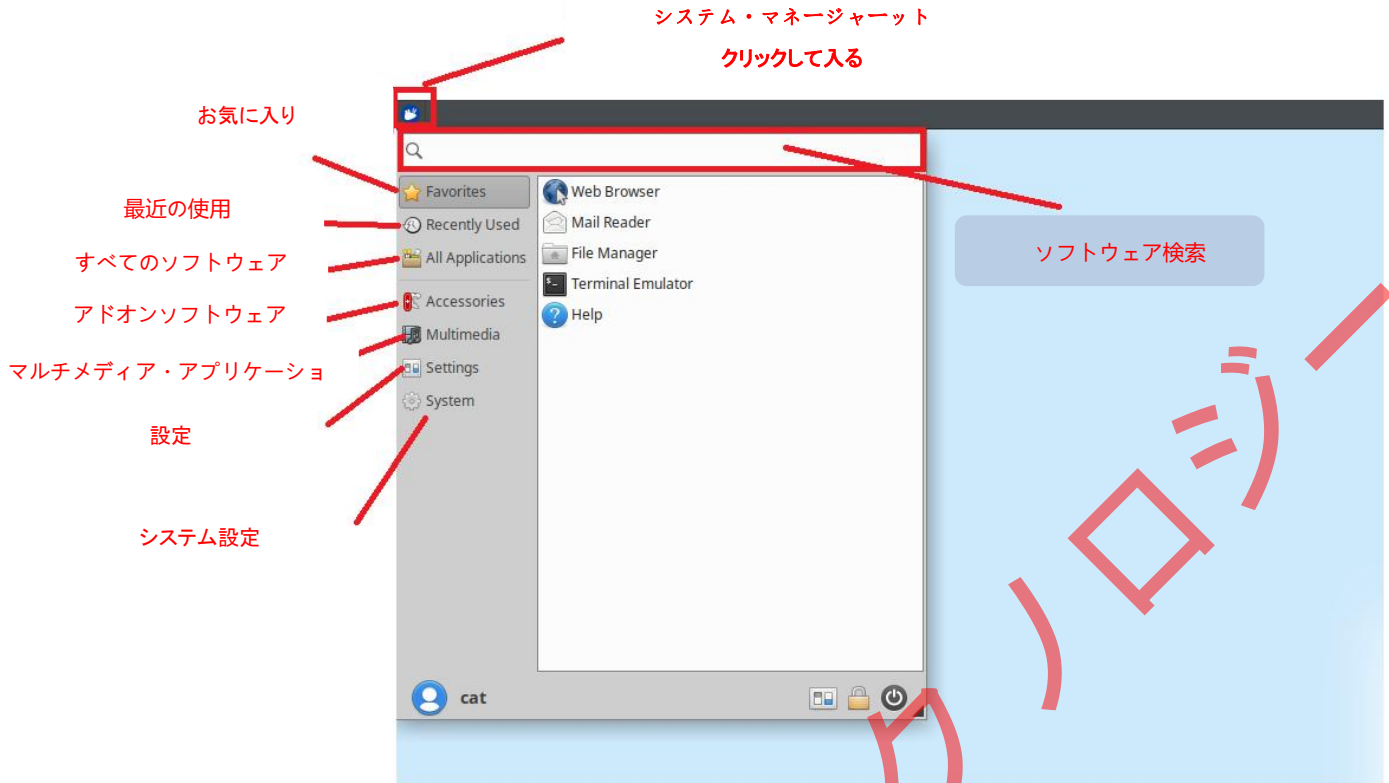 システム・マネージャーット
クリックして入る
お気に入り
最近の使用
すべてのソフトウェア
アドオンソフトウェア
マルチメディア・アプリケーショ
設定
システム設定
Favorites
Recently Used
All Applications
Accessories
Multimedia
Settings
System
Web Browser
Mail Reader
File Manager
Terminal Emulator
Help
cat
ソフトウェア検索
ノロジー